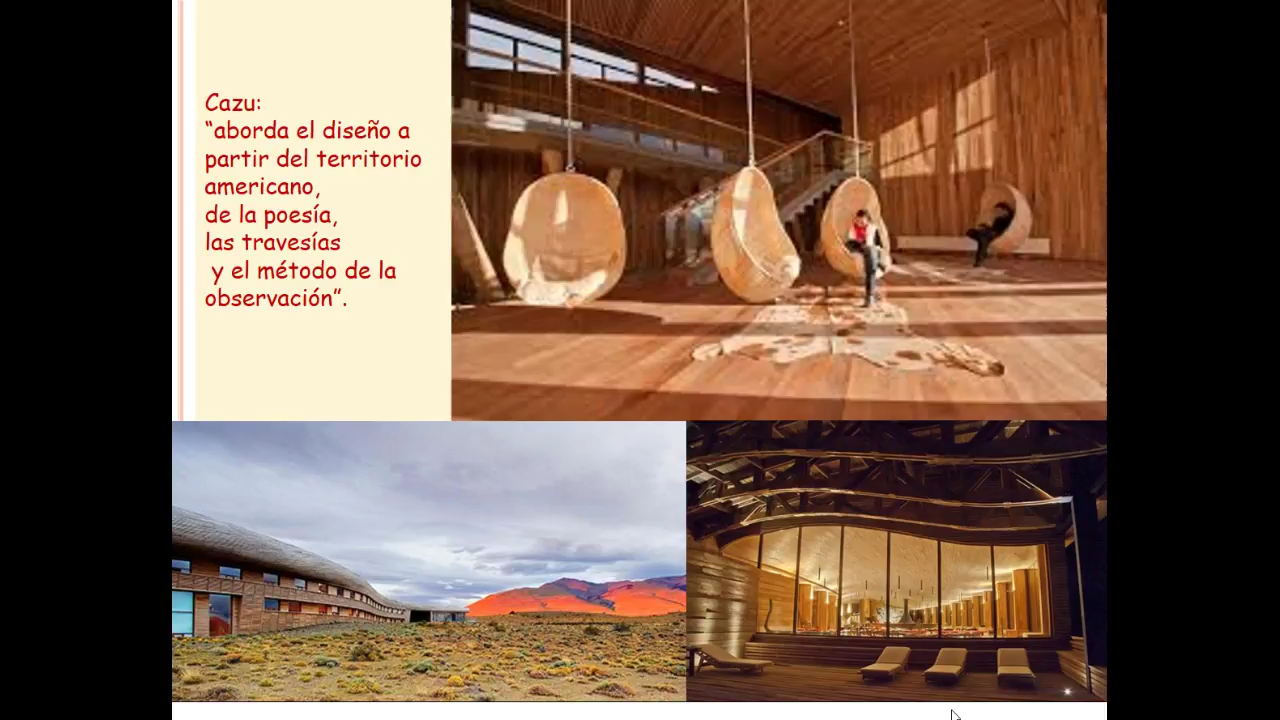 Cazu:
“aborda el diseño a
partir del territorio
americano,
de la poesía,
las travesías
y el método de la
observación”.